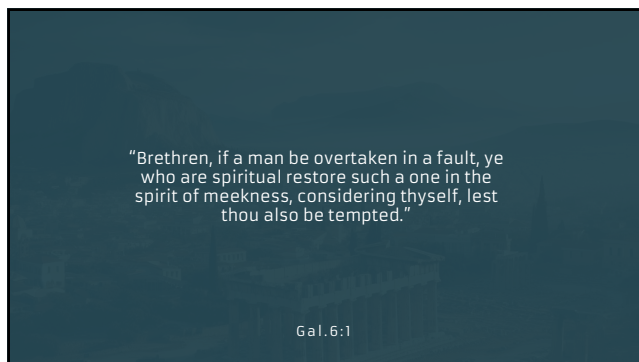 “Brethren, if a man be overtaken in a fault, ye
who are spiritual restore such a one in the
spirit of meekness, considering thyself, lest
thou also be tempted.”
Gal.6:1